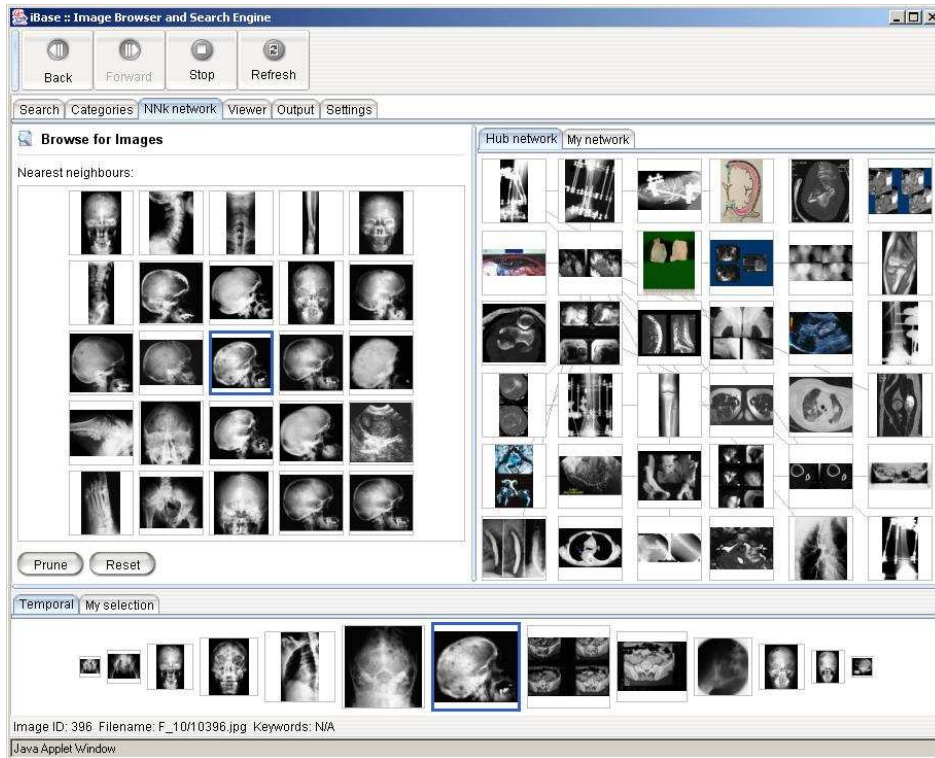 iBase :: Image Browser and Search Engine
Back Forward Stop Refresh
Search Categories NNk network Viewer Output Settings
Browse for Images
Nearest neighbours:
Hub network My network
Prune Reset
Temporal My selection
Image ID: 396 Filename: F_10/10396.jpg Keywords: N/A
Java Applet Window